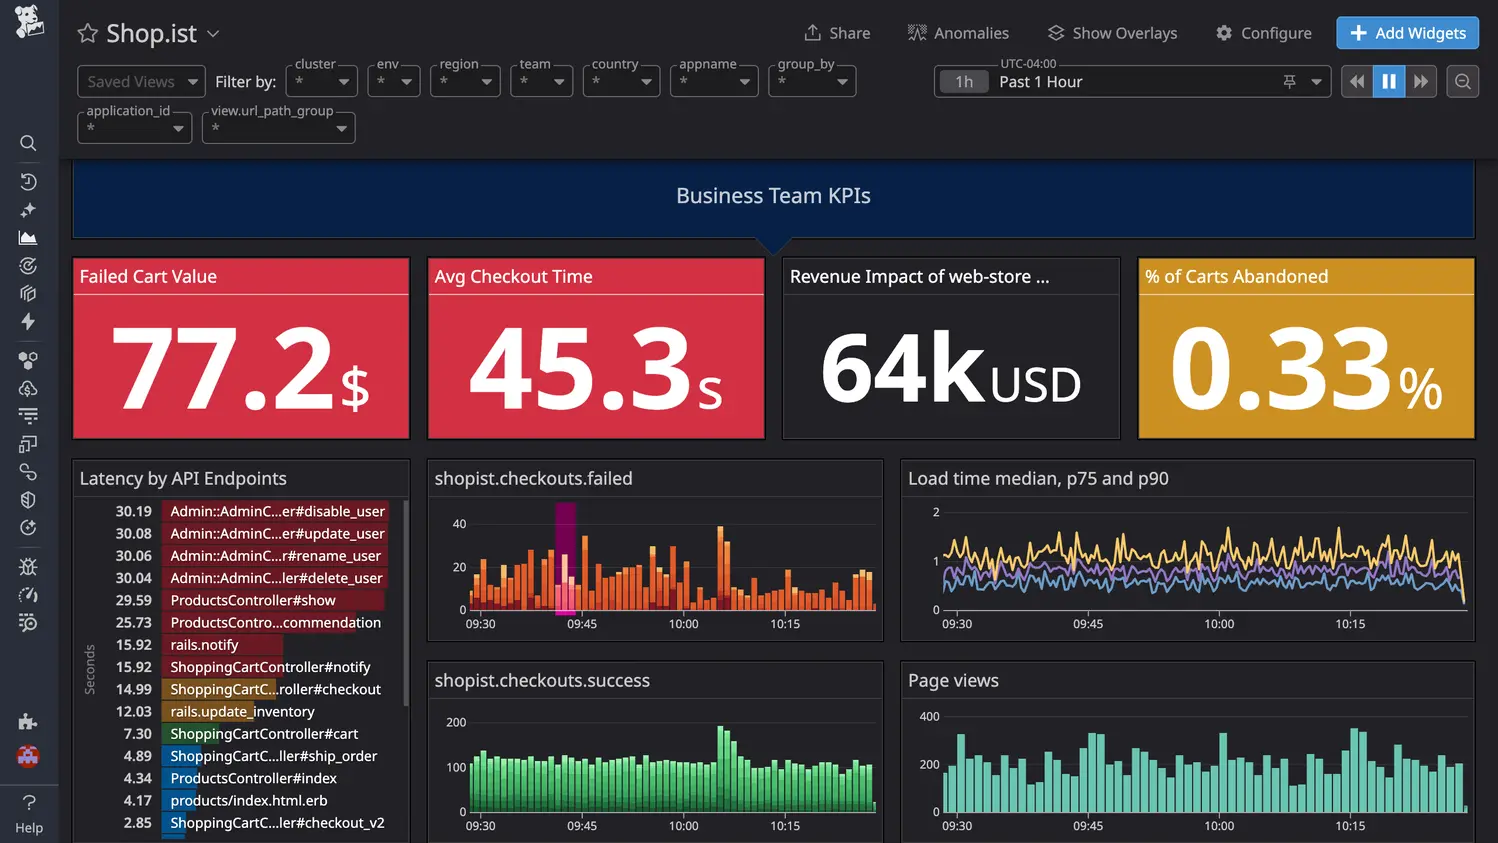 Shop.ist
Share
Anomalies
Show Overlays
Configure
+ Add Widgets
Saved Views
Filter by:
cluster
*
env
*
region
*
team
*
country
*
appname
*
group_by
*
UTC-04:00
1h Past 1 Hour
application_id
*
view.url_path_group
*
Business Team KPIs
Failed Cart Value
77.2$
Avg Checkout Time
45.3s
Revenue Impact of web-store ...
64k USD
% of Carts Abandoned
0.33%
Latency by API Endpoints
Seconds
30.19 Admin::AdminC...er#disable_user
30.08 Admin::AdminC...er#update_user
30.06 Admin::AdminC...r#rename_user
30.04 Admin::AdminC...ler#delete_user
29.59 ProductsController#show
25.73 ProductsContro...commendation
15.92 rails.notify
15.92 ShoppingCartController#notify
14.99 ShoppingCartC...roller#checkout
12.03 rails.update_inventory
7.30 ShoppingCartController#cart
4.89 ShoppingCartC...ller#ship_order
4.34 ProductsController#index
4.17 products/index.html.erb
2.85 ShoppingCartC...ler#checkout_v2
shopist.checkouts.failed
40
20
0
09:30 09:45 10:00 10:15
Load time median, p75 and p90
2
1
0
09:30 09:45 10:00 10:15
shopist.checkouts.success
200
100
0
09:30 09:45 10:00 10:15
Page views
400
200
0
09:30 09:45 10:00 10:15
?
Help